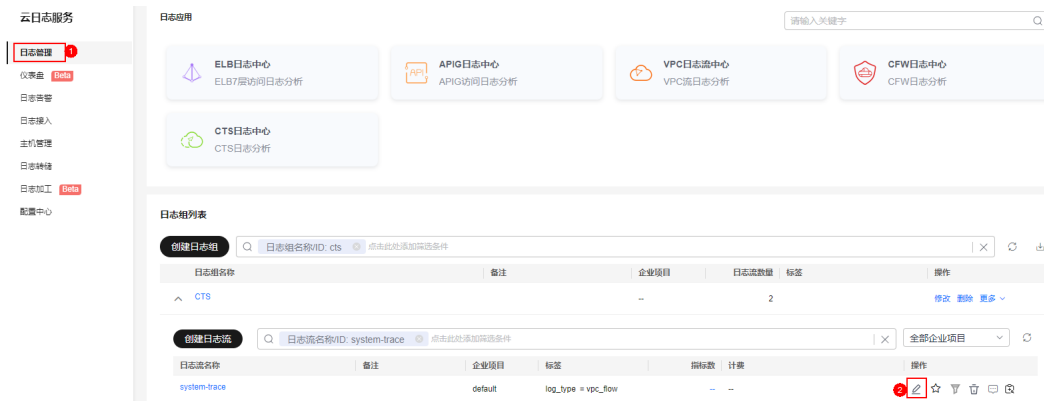 云日志服务
日志管理 1
仪表盘 Beta
日志告警
日志接入
主机管理
日志转储
日志加工 Beta
配置中心
日志应用
请输入关键字
ELB日志中心
ELB7层访问日志分析
API
APIG日志中心
APIG访问日志分析
VPC日志流中心
VPC流日志分析
CFW日志中心
CFW日志分析
CTS日志中心
CTS日志分析
日志组列表
创建日志组 日志组名称/ID: cts 点击此处添加筛选条件
日志组名称 备注 企业项目 日志流数量 标签 操作
CTS -- 2 修改 删除 更多
创建日志流 日志流名称/ID: system-trace 点击此处添加筛选条件 全部企业项目
日志流名称 备注 企业项目 标签 指标数 计费 操作
system-trace default log_type = vpc_flow -- -- 2